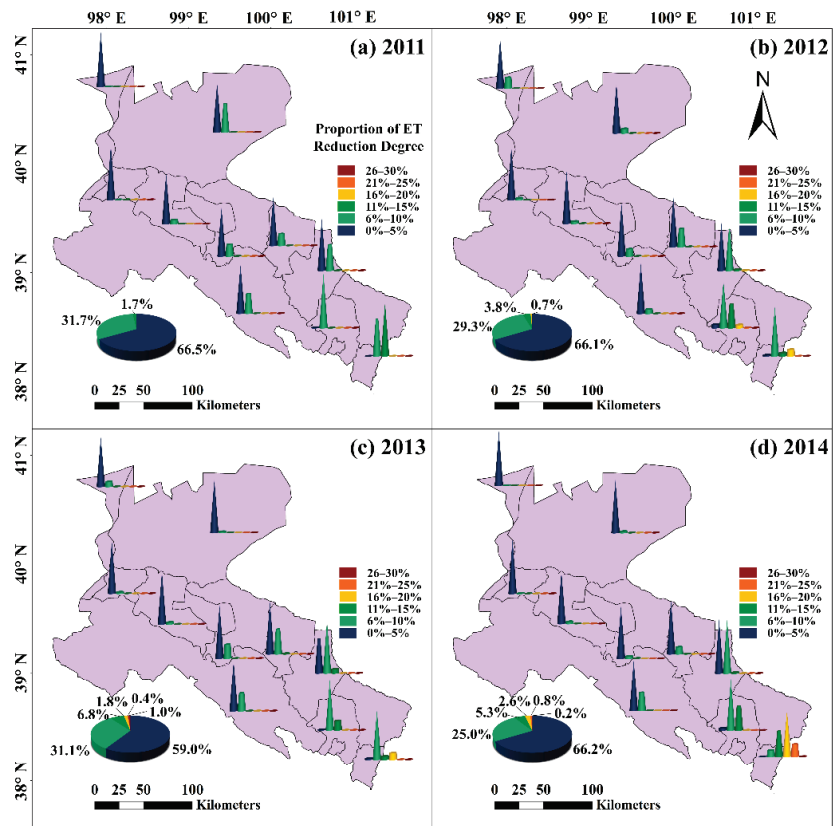 98° E 99° E 100° E 101° E
98° E 99° E 100° E 101° E
41° N
40° N
39° N
38° N
(a) 2011
Proportion of ET
Reduction Degree
26–30%
21%–25%
16%–20%
11%–15%
6%–10%
0%–5%
1.7%
31.7%
66.5%
0 25 50 100
Kilometers
(b) 2012
N
26–30%
21%–25%
16%–20%
11%–15%
6%–10%
0%–5%
3.8%
0.7%
29.3%
66.1%
0 25 50 100
Kilometers
41° N
40° N
39° N
38° N
(c) 2013
26–30%
21%–25%
16%–20%
11%–15%
6%–10%
0%–5%
1.8%
0.4%
6.8%
1.0%
31.1%
59.0%
0 25 50 100
Kilometers
(d) 2014
26–30%
21%–25%
16%–20%
11%–15%
6%–10%
0%–5%
2.6%
0.8%
5.3%
0.2%
25.0%
66.2%
0 25 50 100
Kilometers